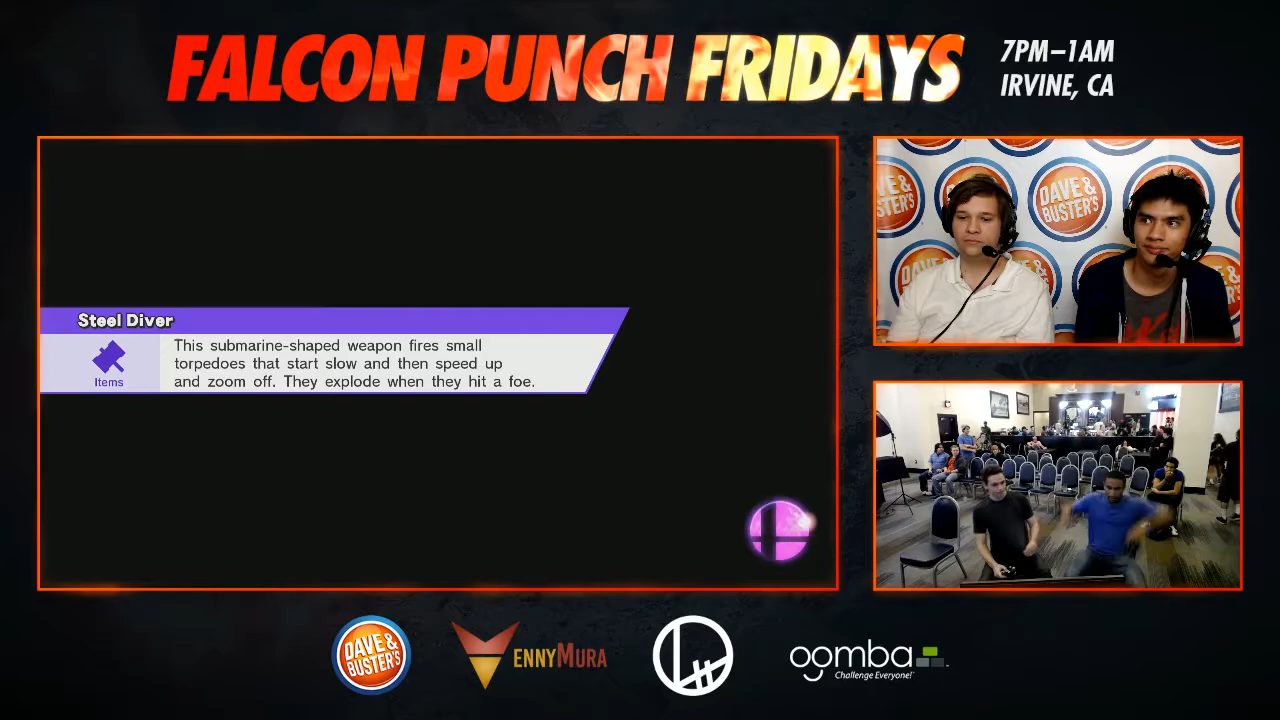 FALCON PUNCH FRIDAYS
7PM–1AM
IRVINE, CA
Steel Diver
This submarine-shaped weapon fires small
torpedoes that start slow and then speed up
and zoom off. They explode when they hit a foe.
Items
DAVE &
BUSTER'S
DAVE &
BUSTER'S
ENNYMURA
oomba
Challenge Everyone!